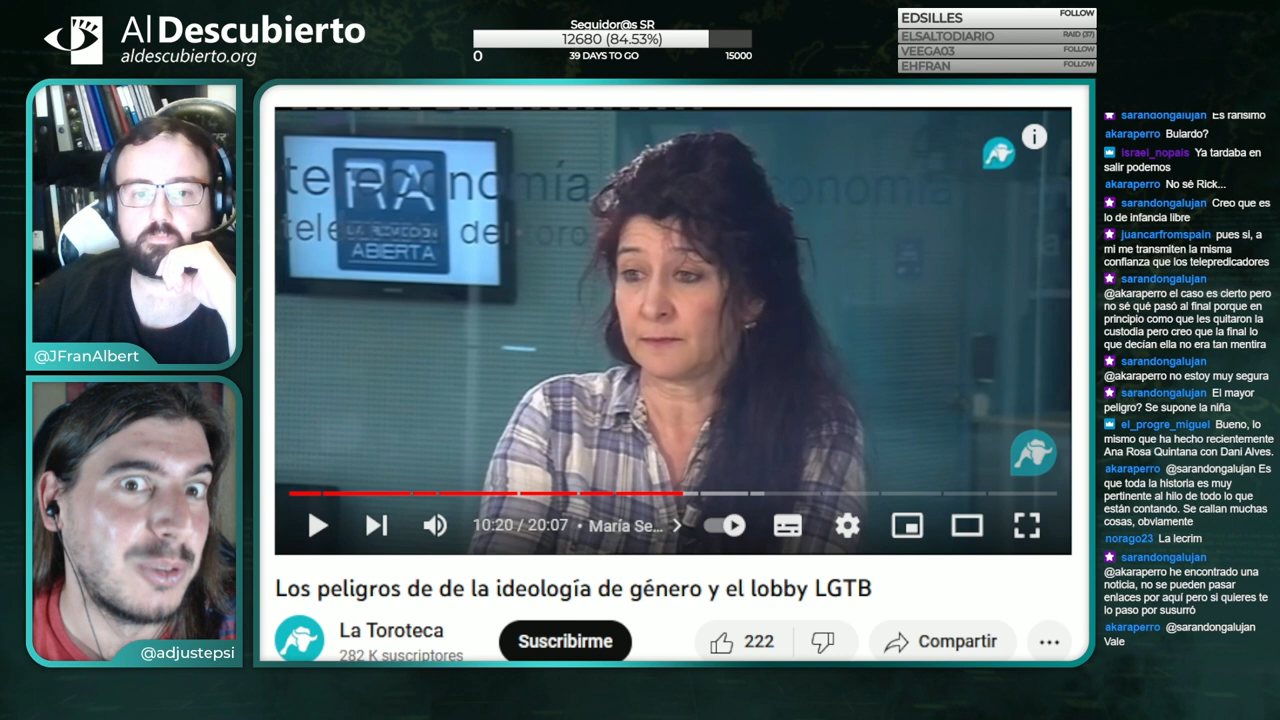 Al Descubierto
aldescubierto.org
Seguidor@s SR
12680 (84.53%)
0
39 DAYS TO GO
15000
EDSILLES
FOLLOW
ELSALTODIARIO
RAID (37)
VEEGA03
FOLLOW
EHFRAN
FOLLOW
@JFranAlbert
@adjustepsi
RA
LA REDACCIÓN
ABIERTA
10:20 / 20:07 • María Se...
Los peligros de de la ideología de género y el lobby LGTB
La Toroteca
282 K suscriptores
Suscribirme
222
Compartir
sarandongalujan Es rarísimo
akaraperro Bulardo?
israel_nopais Ya tardaba en
salir podemos
akaraperro No sé Rick...
sarandongalujan Creo que es
lo de infancia libre
juancarfromspain pues si, a
mi me transmiten la misma
confianza que los telepredicadores
sarandongalujan
@akaraperro el caso es cierto pero
no sé qué pasó al final porque en
principio como que les quitaron la
custodia pero creo que la final lo
que decían ella no era tan mentira
sarandongalujan
@akaraperro no estoy muy segura
sarandongalujan El mayor
peligro? Se supone la niña
el_progre_miguel Bueno, lo
mismo que ha hecho recientemente
Ana Rosa Quintana con Dani Alves.
akaraperro @sarandongalujan Es
que toda la historia es muy
pertinente al hilo de todo lo que
están contando. Se callan muchas
cosas, obviamente
norago23 La lecrim
sarandongalujan
@akaraperro he encontrado una
noticia, no se pueden pasar
enlaces por aquí pero si quieres te
lo paso por susurró
akaraperro @sarandongalujan
Vale